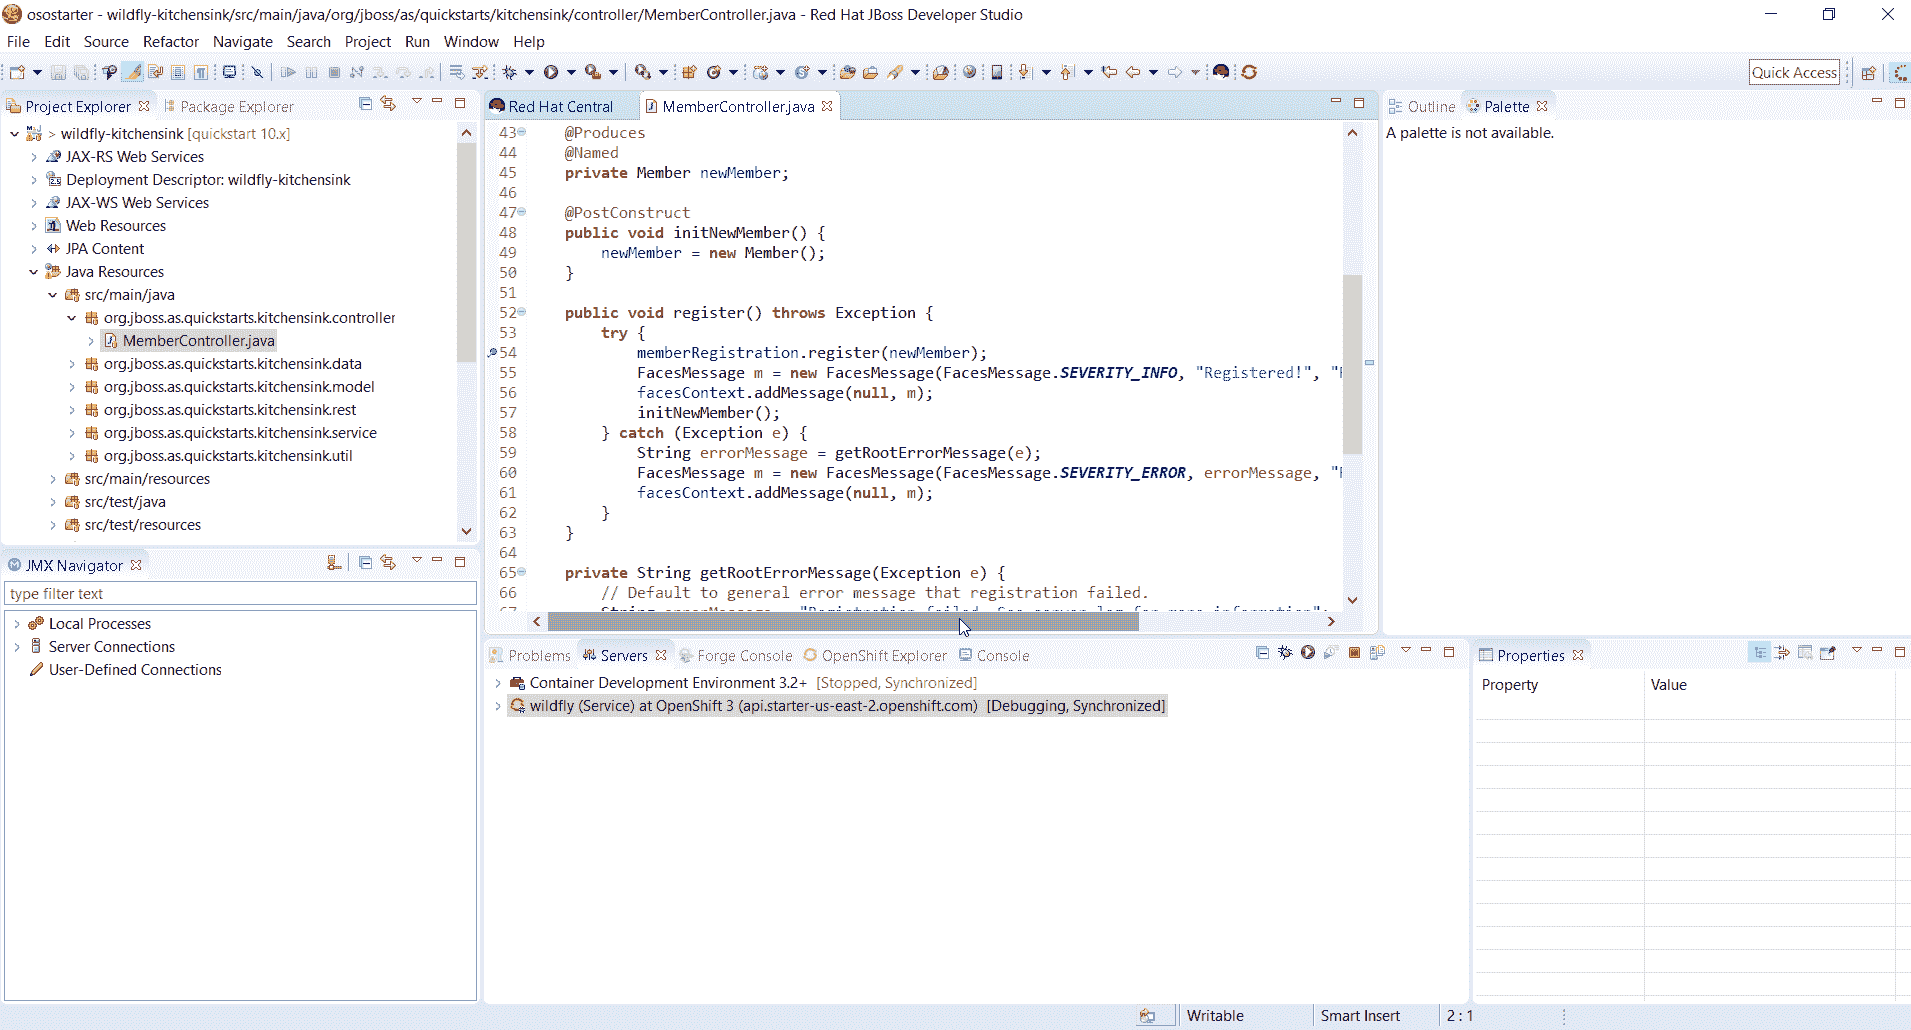 osostarter - wildfly-kitchensink/src/main/java/org/jboss/as/quickstarts/kitchensink/controller/MemberController.java - Red Hat JBoss Developer Studio
File Edit Source Refactor Navigate Search Project Run Window Help
Quick Access
Project Explorer
Package Explorer
> wildfly-kitchensink [quickstart 10.x]
JAX-RS Web Services
Deployment Descriptor: wildfly-kitchensink
JAX-WS Web Services
Web Resources
JPA Content
Java Resources
src/main/java
org.jboss.as.quickstarts.kitchensink.controller
MemberController.java
org.jboss.as.quickstarts.kitchensink.data
org.jboss.as.quickstarts.kitchensink.model
org.jboss.as.quickstarts.kitchensink.rest
org.jboss.as.quickstarts.kitchensink.service
org.jboss.as.quickstarts.kitchensink.util
src/main/resources
src/test/java
src/test/resources
JMX Navigator
type filter text
Local Processes
Server Connections
User-Defined Connections
Red Hat Central
MemberController.java
43 @Produces
44 @Named
45 private Member newMember;
46
47 @PostConstruct
48 public void initNewMember() {
49 newMember = new Member();
50 }
51
52 public void register() throws Exception {
53 try {
54 memberRegistration.register(newMember);
55 FacesMessage m = new FacesMessage(FacesMessage.SEVERITY_INFO, "Registered!", "
56 facesContext.addMessage(null, m);
57 initNewMember();
58 } catch (Exception e) {
59 String errorMessage = getRootErrorMessage(e);
60 FacesMessage m = new FacesMessage(FacesMessage.SEVERITY_ERROR, errorMessage, "
61 facesContext.addMessage(null, m);
62 }
63 }
64
65 private String getRootErrorMessage(Exception e) {
66 // Default to general error message that registration failed.
67 String errorMessage = "Registration failed. See server log for more information";
Outline
Palette
A palette is not available.
Problems
Servers
Forge Console
OpenShift Explorer
Console
Container Development Environment 3.2+ [Stopped, Synchronized]
wildfly (Service) at OpenShift 3 (api.starter-us-east-2.openshift.com) [Debugging, Synchronized]
Properties
Property Value
Writable Smart Insert 2 : 1